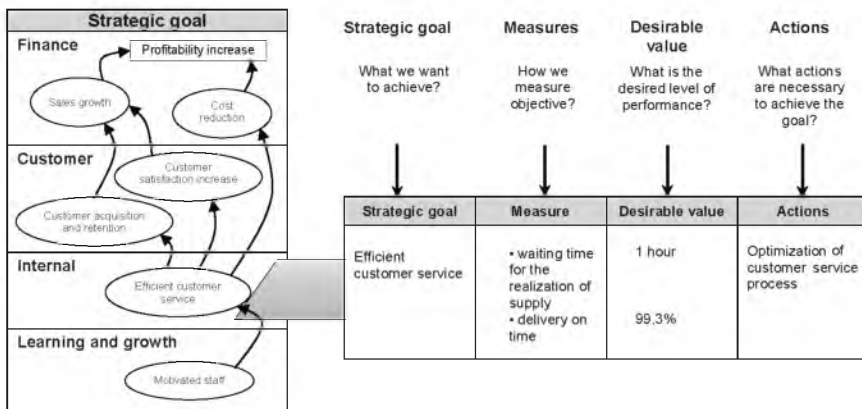 Strategic goal
Finance
Profitability increase
Sales growth
Cost
reduction
Customer
Customer
satisfaction increase
Customer acquisition
and retention
Internal
Efficient customer
service
Learning and growth
Motivated staff
Strategic goal
What we want
to achieve?
Measures
How we
measure
objective?
Desirable
value
What is the
desired level of
performance?
Actions
What actions
are necessary
to achieve the
goal?
Strategic goal
Measure
Desirable value
Actions
Efficient
customer service
• waiting time
for the
realization of
supply
• delivery on
time
1 hour
99,3%
Optimization of
customer service
process